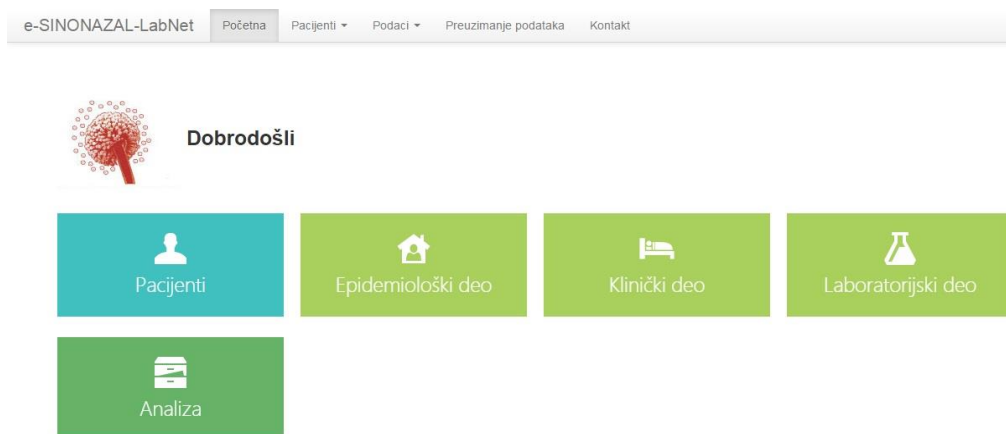 e-SINONAZAL-LabNet Početna Pacijenti Podaci Preuzimanje podataka Kontakt
Dobrodošli
Pacijenti Epidemiološki deo Klinički deo Laboratorijski deo
Analiza